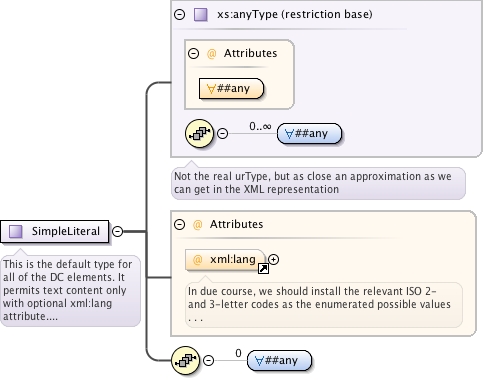 xs:anyType (restriction base)
@ Attributes
∀##any
0..∞
∀##any
Not the real urType, but as close an approximation as we
can get in the XML representation
SimpleLiteral
This is the default type for
all of the DC elements. It
permits text content only
with optional xml:lang
attribute....
@ Attributes
@ xml:lang
In due course, we should install the relevant ISO 2-
and 3-letter codes as the enumerated possible values
. . .
0
∀##any